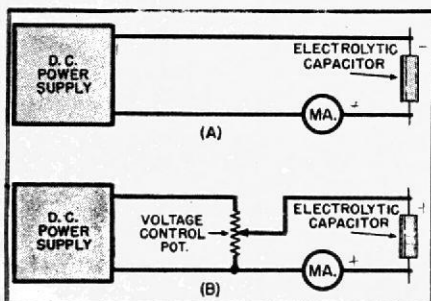 D. C.
POWER
SUPPLY
ELECTROLYTIC
CAPACITOR
MA.
+
(A)
D. C.
POWER
SUPPLY
VOLTAGE
CONTROL
POT.
ELECTROLYTIC
CAPACITOR
MA.
+
(B)